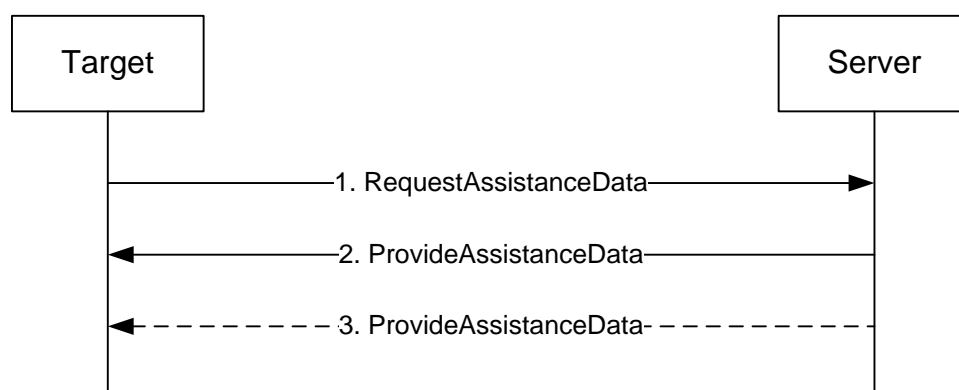 Target
Server
1. RequestAssistanceData
2. ProvideAssistanceData
3. ProvideAssistanceData